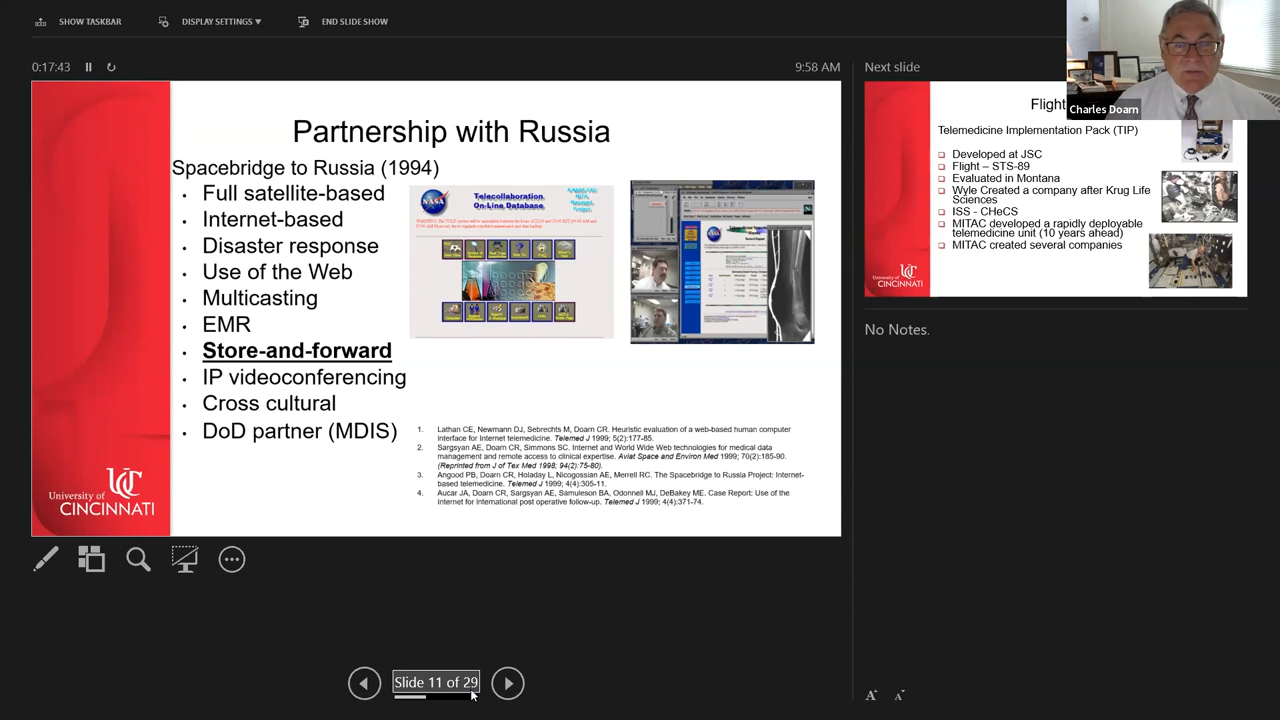 SHOW TASKBAR
DISPLAY SETTINGS ▼
END SLIDE SHOW
0:17:43
9:58 AM
Partnership with Russia
Spacebridge to Russia (1994)
• Full satellite-based
• Internet-based
• Disaster response
• Use of the Web
• Multicasting
• EMR
• Store-and-forward
• IP videoconferencing
• Cross cultural
• DoD partner (MDIS)
NASA
Telecollaboration
On-Line Database
1. Lathan CE, Newmann DJ, Sebrechts M, Doarn CR. Heuristic evaluation of a web-based human computer
interface for Internet telemedicine. Telemed J 1999; 5(2):177-85.
2. Sargsyan AE, Doarn CR, Simmons SC. Internet and World Wide Web technologies for medical data
management and remote access to clinical expertise. Aviat Space and Environ Med 1999; 70(2):185-90.
(Reprinted from J of Tex Med 1998; 94(2):75-80).
3. Angood PB, Doarn CR, Holaday L, Nicogossian AE, Merrell RC. The Spacebridge to Russia Project: Internet-
based telemedicine. Telemed J 1999; 4(4):305-11.
4. Aucar JA, Doarn CR, Sargsyan AE, Samuleson BA, Odonnell MJ, DeBakey ME. Case Report: Use of the
Internet for International post operative follow-up. Telemed J 1999; 4(4):371-74.
UC
University of
CINCINNATI
Slide 11 of 29
Next slide
Charles Doarn
Flight
Telemedicine Implementation Pack (TIP)
❑ Developed at JSC
❑ Flight – STS-89
❑ Evaluated in Montana
❑ Wyle Created a company after Krug Life
Sciences
❑ ISS - CHeCS
❑ MITAC developed a rapidly deployable
telemedicine unit (10 years ahead)
❑ MITAC created several companies
UC
University of
CINCINNATI
No Notes.
A A